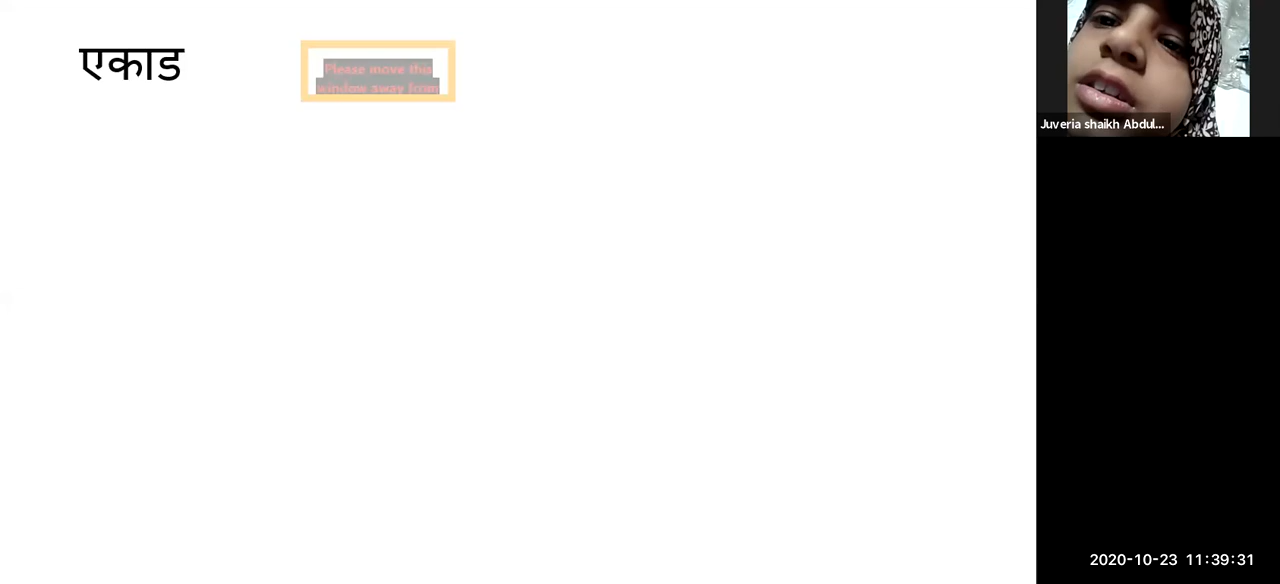 एकाड
Please move this
window away from
Juveria shaikh Abdul...
2020-10-23 11:39:31